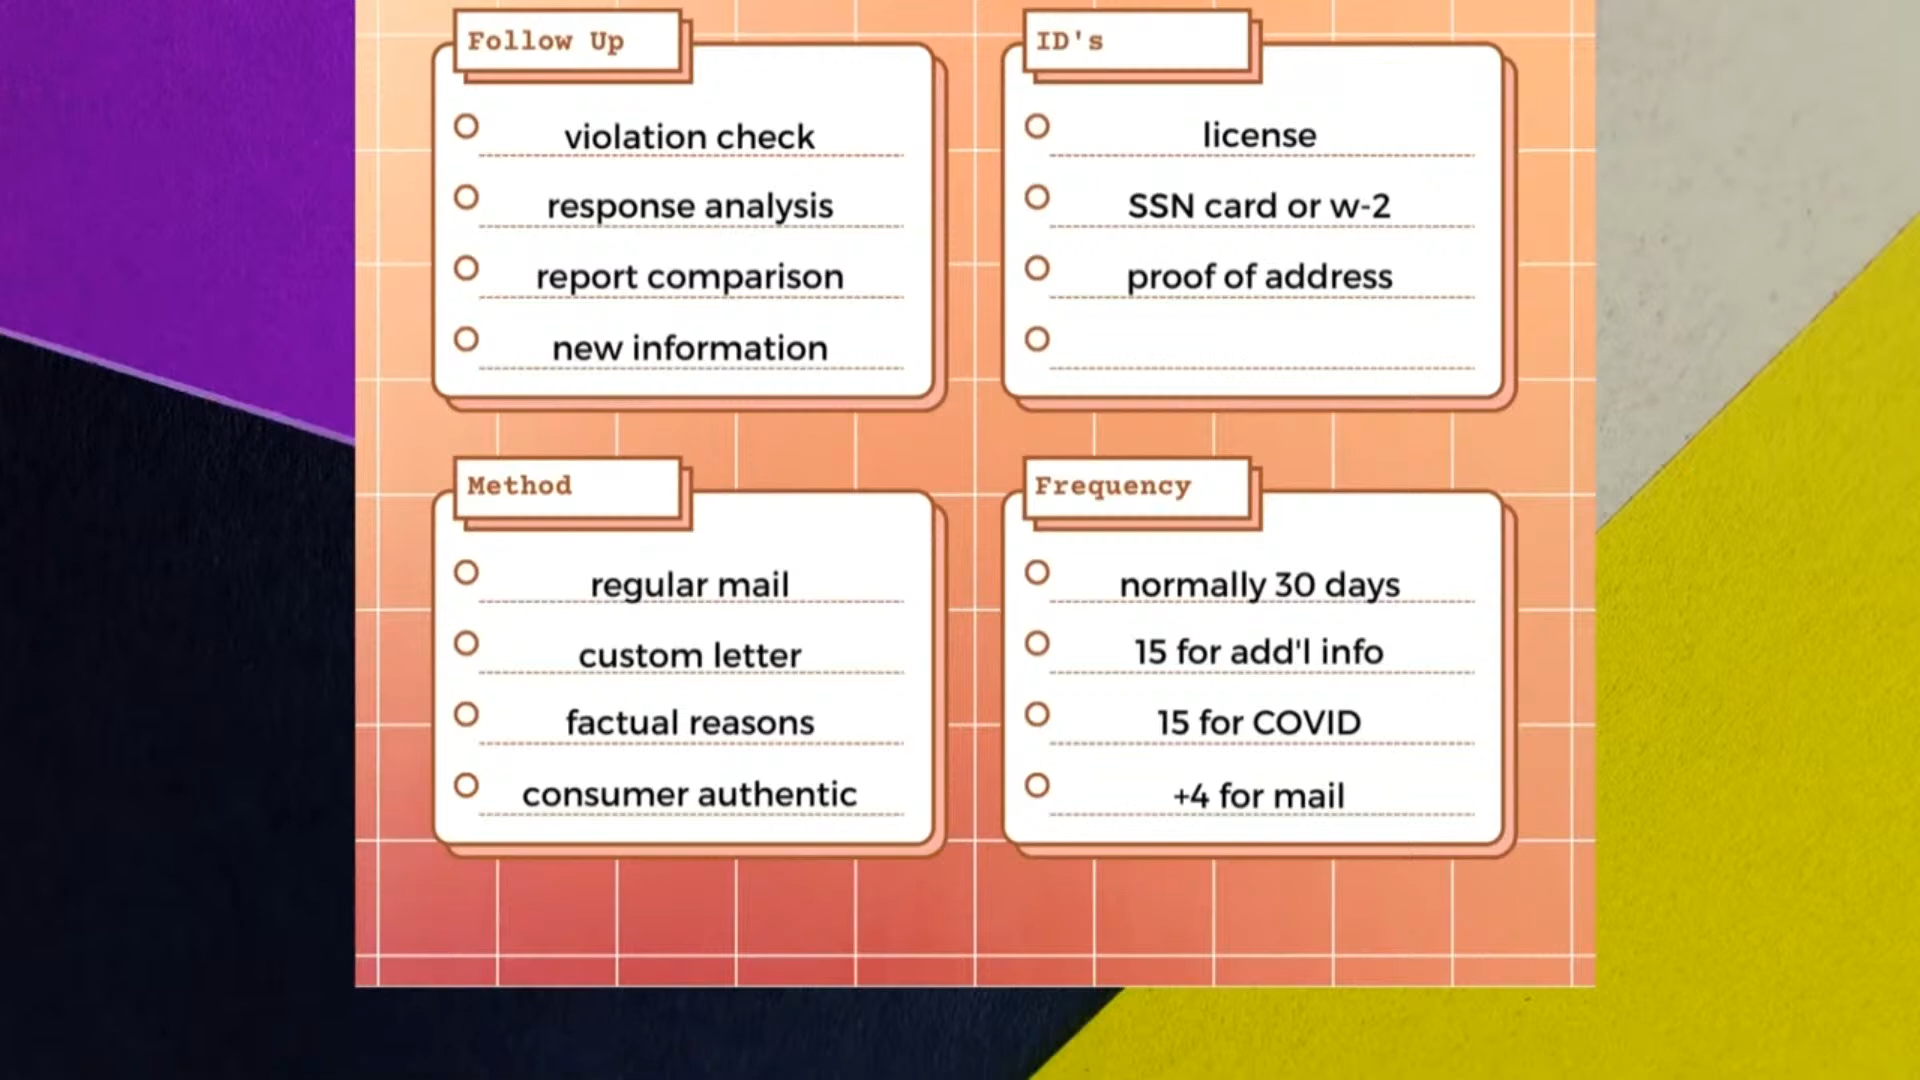 Follow Up
violation check
response analysis
report comparison
new information
ID's
license
SSN card or w-2
proof of address
Method
regular mail
custom letter
factual reasons
consumer authentic
Frequency
normally 30 days
15 for add'l info
15 for COVID
+4 for mail